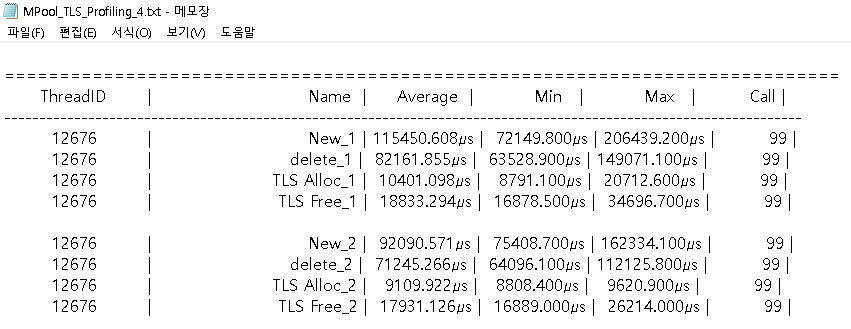 MPool_TLS_Profiling_4.txt - 메모장
파일(F) 편집(E) 서식(O) 보기(V) 도움말
===========================================================================
ThreadID | Name | Average | Min | Max | Call |
---------------------------------------------------------------------------
12676 | New_1 | 115450.608㎲ | 72149.800㎲ | 206439.200㎲ | 99 |
12676 | delete_1 | 82161.855㎲ | 63528.900㎲ | 149071.100㎲ | 99 |
12676 | TLS Alloc_1 | 10401.098㎲ | 8791.100㎲ | 20712.600㎲ | 99 |
12676 | TLS Free_1 | 18833.294㎲ | 16878.500㎲ | 34696.700㎲ | 99 |
12676 | New_2 | 92090.571㎲ | 75408.700㎲ | 162334.100㎲ | 99 |
12676 | delete_2 | 71245.266㎲ | 64096.100㎲ | 112125.800㎲ | 99 |
12676 | TLS Alloc_2 | 9109.922㎲ | 8808.400㎲ | 9620.900㎲ | 99 |
12676 | TLS Free_2 | 17931.126㎲ | 16889.000㎲ | 26214.000㎲ | 99 |